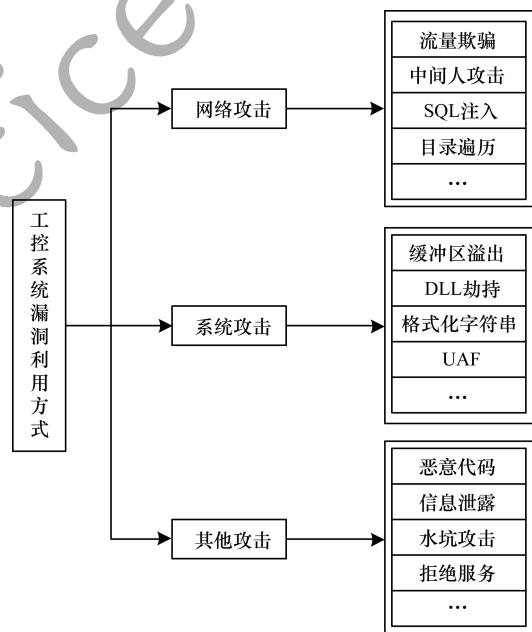 工控系统漏洞利用方式
网络攻击
流量欺骗
中间人攻击
SQL注入
目录遍历
…
系统攻击
缓冲区溢出
DLL劫持
格式化字符串
UAF
…
其他攻击
恶意代码
信息泄露
水坑攻击
拒绝服务
…